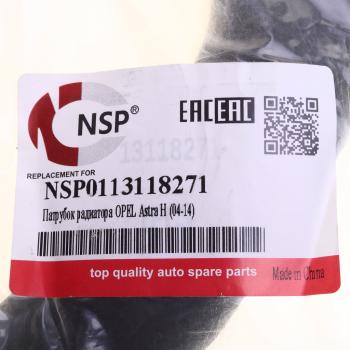 NSP®
EAC EAC
13118271
REPLACEMENT FOR
NSP0113118271
Патрубок радиатора OPEL Astra H (04-14)
top quality auto spare parts
Made in China